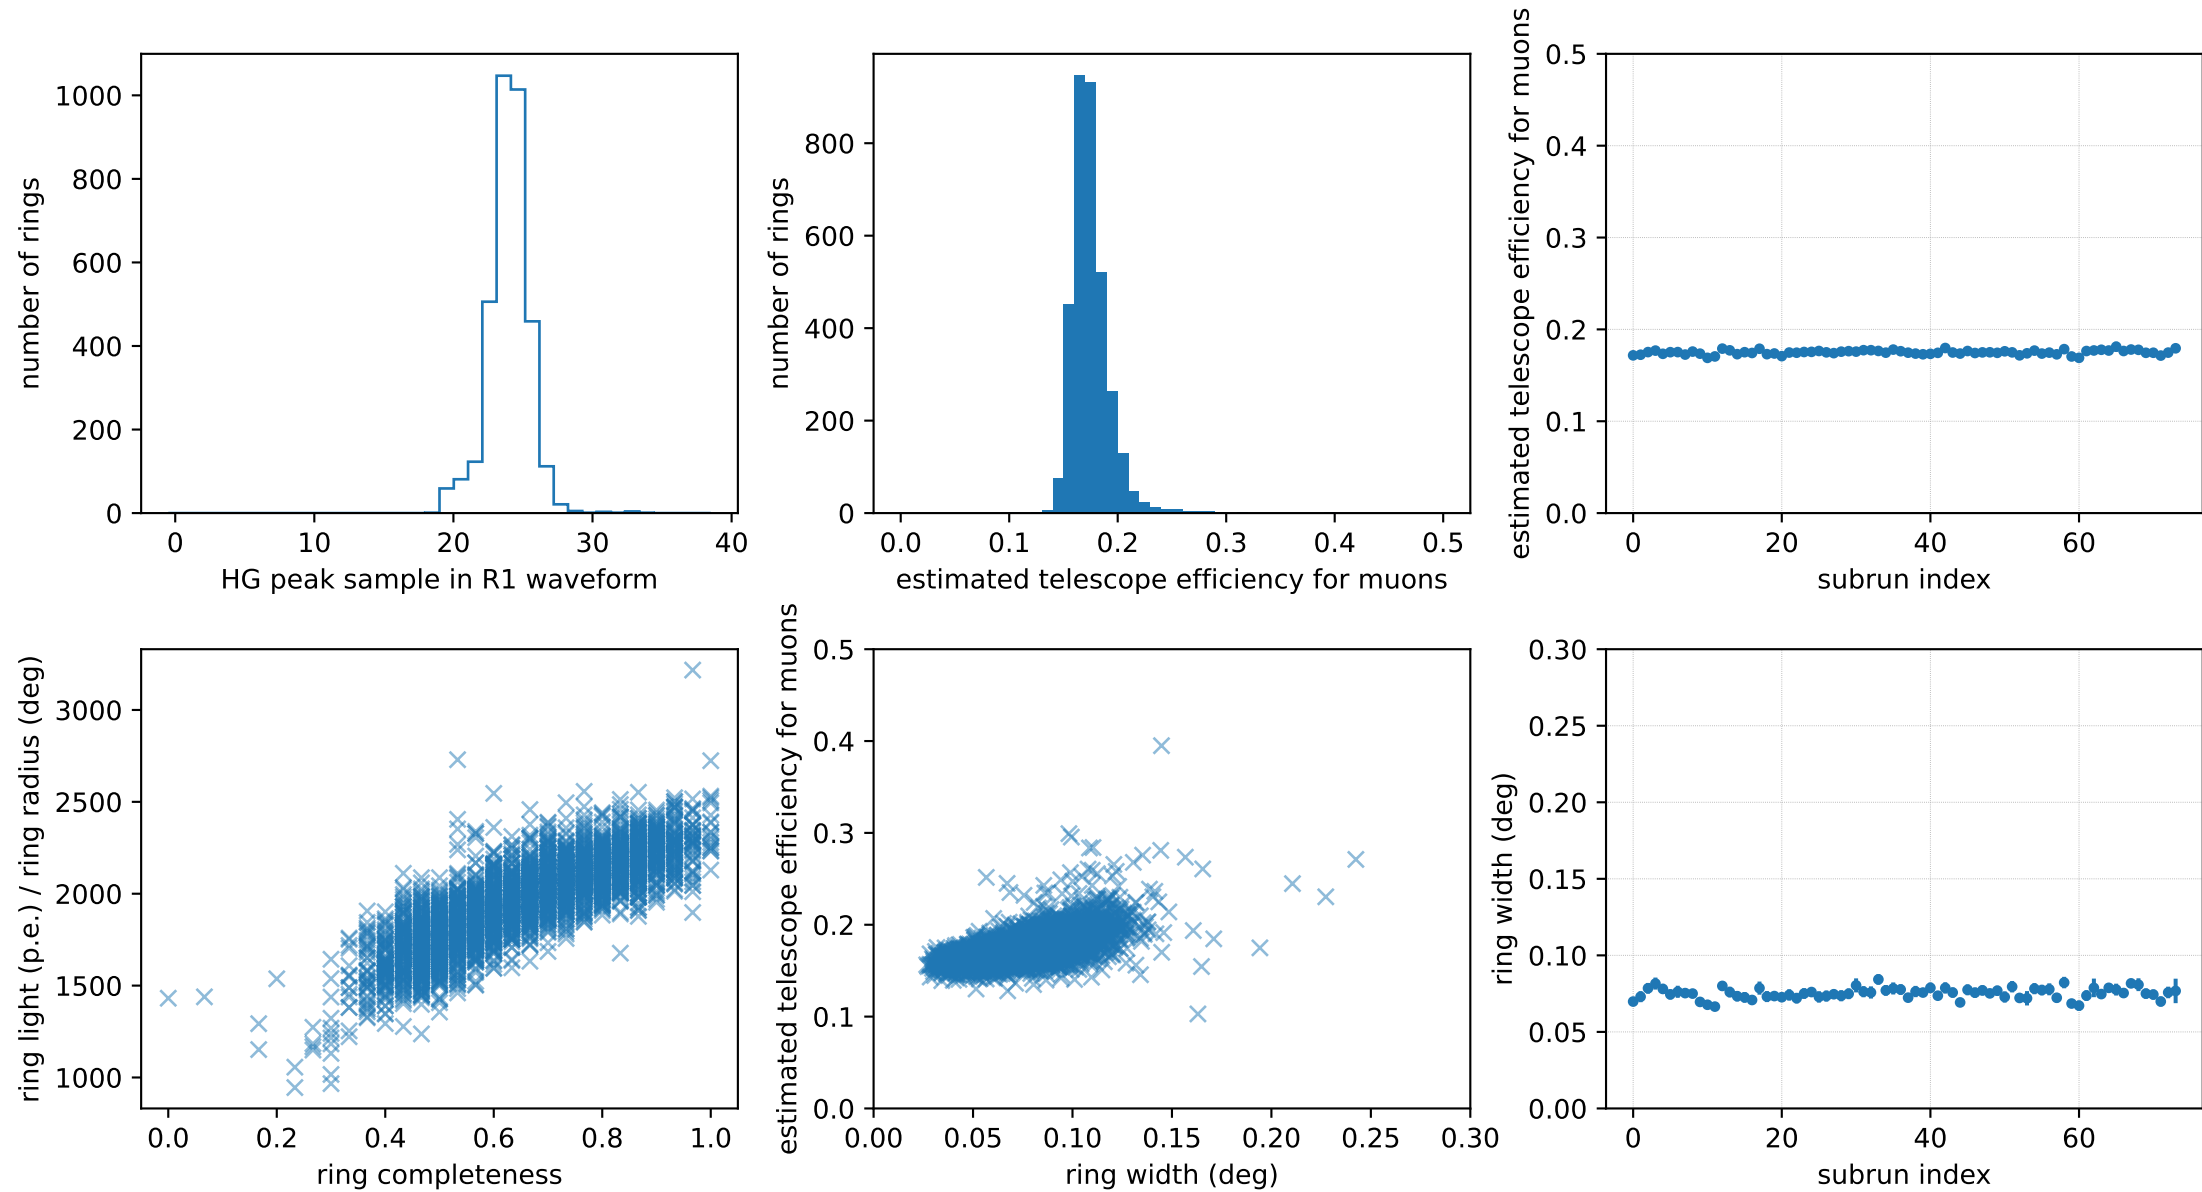 number of rings
1000
800
600
400
200
0
0 10 20 30 40
HG peak sample in R1 waveform
number of rings
800
600
400
200
0
0.0 0.1 0.2 0.3 0.4 0.5
estimated telescope efficiency for muons
estimated telescope efficiency for muons
0.5
0.4
0.3
0.2
0.1
0.0
0 20 40 60
subrun index
ring light (p.e.) / ring radius (deg)
3000
2500
2000
1500
1000
0.0 0.2 0.4 0.6 0.8 1.0
ring completeness
estimated telescope efficiency for muons
0.5
0.4
0.3
0.2
0.1
0.0
0.00 0.05 0.10 0.15 0.20 0.25 0.30
ring width (deg)
ring width (deg)
0.30
0.25
0.20
0.15
0.10
0.05
0.00
0 20 40 60
subrun index